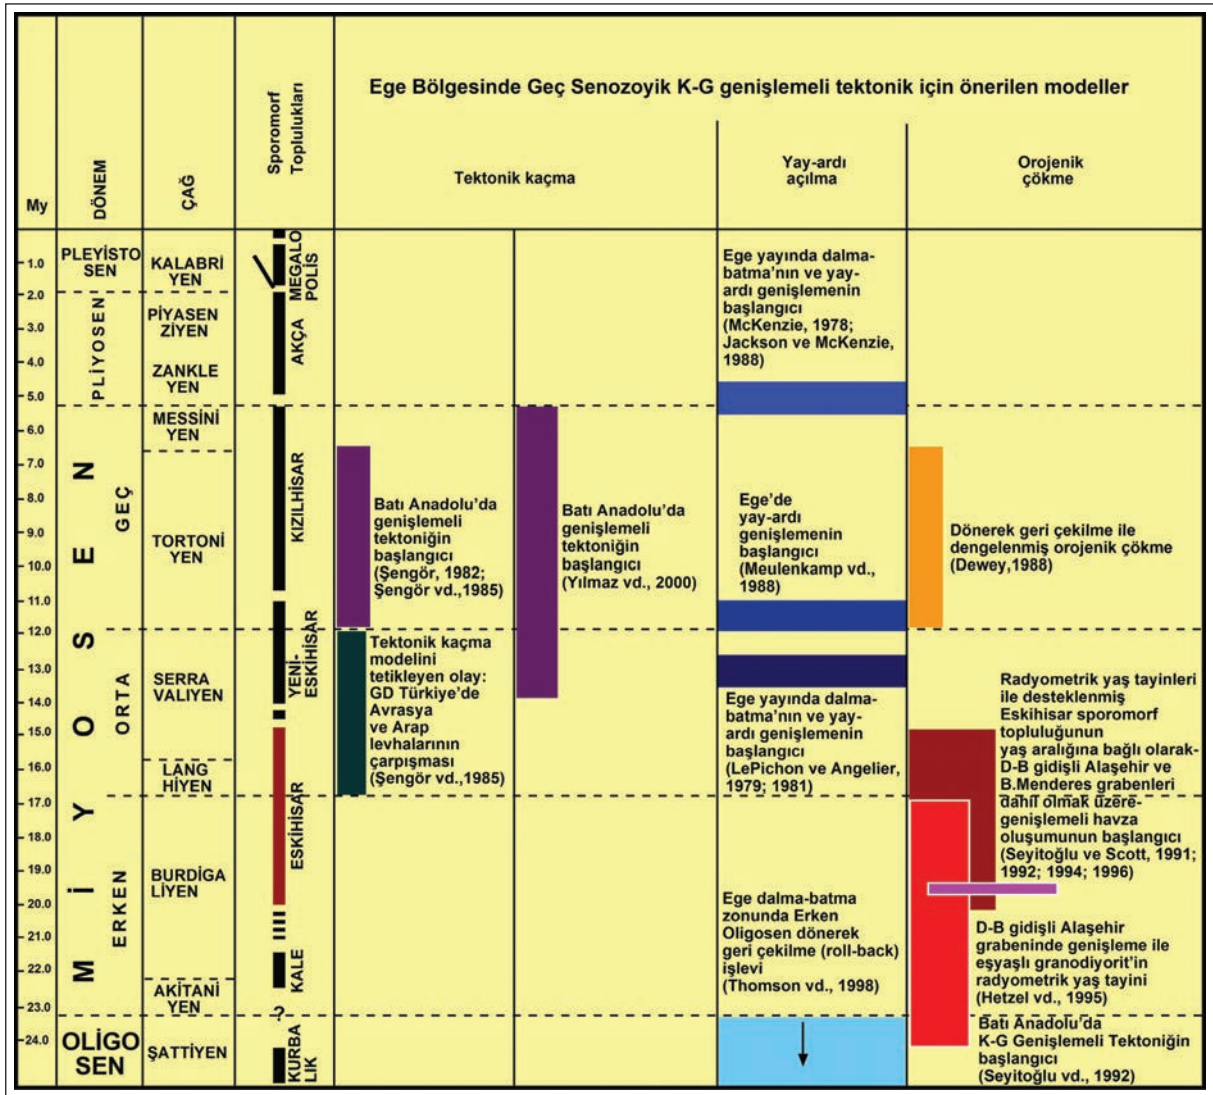 Ege Bölgesinde Geç Senozoyik K-G genişlemeli tektonik için önerilen modeller
My
DÖNEM
ÇAĞ
Sporomorf
Toplulukları
Tektonik kaçma
Yay-ardı
açılma
Orojenik
çökme
1.0
2.0
3.0
4.0
5.0
6.0
7.0
8.0
9.0
10.0
11.0
12.0
13.0
14.0
15.0
16.0
17.0
18.0
19.0
20.0
21.0
22.0
23.0
24.0
PLEYİSTO
SEN
PLİYOSEN
MİYOSEN
GEÇ
ORTA
ERKEN
OLİGO
SEN
KALABRİ
YEN
PİYASEN
ZİYEN
ZANKLE
YEN
MESSİNİ
YEN
TORTONİ
YEN
SERRA
VALIYEN
LANG
HİYEN
BURDİGA
LİYEN
AKİTANİ
YEN
ŞATTİYEN
MEGALO
POLİS
AKÇA
KIZILHİSAR
YENİ-
ESKİHİSAR
ESKİHİSAR
KALE
?
KURBA
LIK
Batı Anadolu’da
genişlemeli
tektoniğin
başlangıcı
(Şengör, 1982;
Şengör vd.,1985)
Tektonik kaçma
modelini
tetikleyen olay:
GD Türkiye’de
Avrasya
ve Arap
levhalarının
çarpışması
(Şengör vd.,1985)
Batı Anadolu’da
genişlemeli
tektoniğin
başlangıcı
(Yılmaz vd., 2000)
Ege yayında dalma-
batma’nın ve yay-
ardı genişlemenin
başlangıcı
(McKenzie, 1978;
Jackson ve McKenzie,
1988)
Ege’de
yay-ardı
genişlemenin
başlangıcı
(Meulenkamp vd.,
1988)
Ege yayında dalma-
batma’nın ve yay-
ardı genişlemenin
başlangıcı
(LePichon ve Angelier,
1979; 1981)
Ege dalma-batma
zonunda Erken
Oligosen dönerek
geri çekilme (roll-back)
işlevi
(Thomson vd., 1998)
Dönerek geri çekilme ile
dengelenmiş orojenik çökme
(Dewey,1988)
Radyometrik yaş tayinleri
ile desteklenmiş
Eskihisar sporomorf
topluluğunun
yaş aralığına bağlı olarak-
D-B gidişli Alaşehir ve
B.Menderes grabenleri
dahil olmak üzere-
genişlemeli havza
oluşumunun başlangıcı
(Seyitoğlu ve Scott, 1991;
1992; 1994; 1996)
D-B gidişli Alaşehir
grabeninde genişleme ile
eşyaşlı granodiyorit’in
radyometrik yaş tayini
(Hetzel vd., 1995)
Batı Anadolu’da
K-G Genişlemeli Tektoniğin
başlangıcı
(Seyitoğlu vd., 1992)